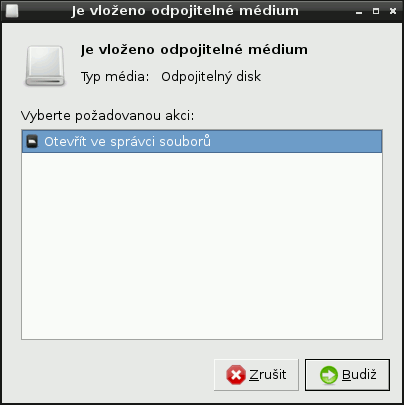 Je vloženo odpojitelné médium
Je vloženo odpojitelné médium
Typ média: Odpojitelný disk
Vyberte požadovanou akci:
Otevřít ve správci souborů
Zrušit
Budiž